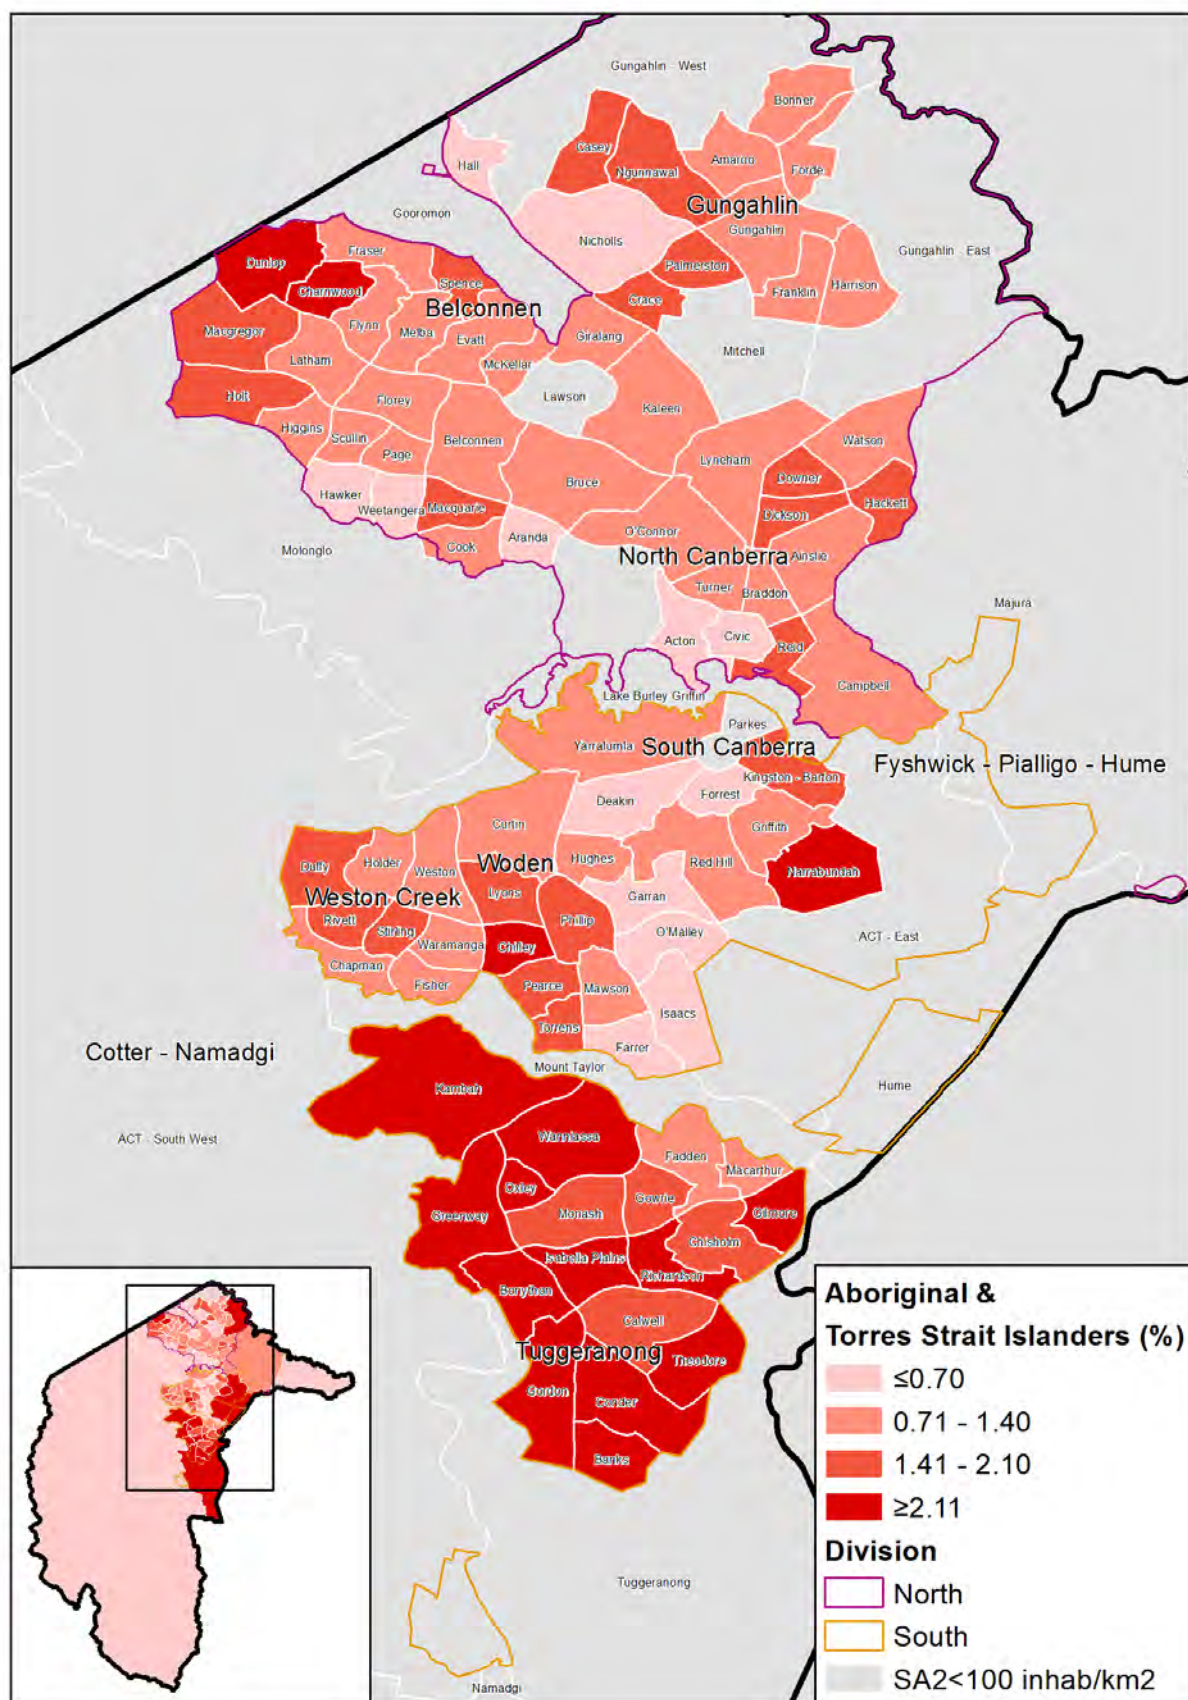 Gungahlin - West
Bonner
Casey
Ngunnawal
Amaroo
Forde
Hall
Gungahlin
Gooromon
Nicholls
Gungahlin
Gungahlin - East
Dunlop
Fraser
Palmerston
Charnwood
Spence
Crace
Franklin
Harrison
Belconnen
Macgregor
Flynn
Melba
Evatt
Giralang
Mitchell
Latham
McKellar
Holt
Florey
Lawson
Kaleen
Higgins
Scullin
Belconnen
Watson
Page
Lyneham
Downer
Hawker
Bruce
Weetangera
Macquarie
Dickson
Hackett
Aranda
O'Connor
Molonglo
Cook
North Canberra
Ainslie
Turner
Braddon
Majura
Acton
Civic
Reid
Campbell
Lake Burley Griffin
Parkes
Yarralumla
South Canberra
Fyshwick - Pialligo - Hume
Kingston - Barton
Deakin
Forrest
Curtin
Griffith
Duffy
Holder
Weston
Woden
Hughes
Red Hill
Narrabundah
Weston Creek
Lyons
Garran
Rivett
Stirling
Phillip
Waramanga
Chifley
O'Malley
ACT - East
Chapman
Fisher
Pearce
Mawson
Isaacs
Torrens
Farrer
Cotter - Namadgi
Mount Taylor
Kambah
Hume
ACT - South West
Wanniassa
Fadden
Macarthur
Oxley
Gowrie
Greenway
Monash
Gilmore
Chisholm
Isabella Plains
Richardson
Bonython
Calwell
Tuggeranong
Theodore
Gordon
Conder
Banks
Tuggeranong
Namadgi
Aboriginal &
Torres Strait Islanders (%)
≤0.70
0.71 - 1.40
1.41 - 2.10
≥2.11
Division
North
South
SA2<100 inhab/km2